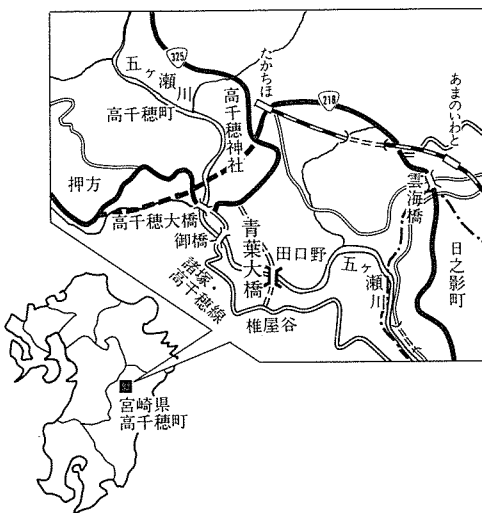 325
五ヶ瀬川
高千穂町
高千穂神社
たかちほ
218
あまのいわと
押方
高千穂大橋
御橋
青葉大橋
田口野
五ヶ瀬川
雲海橋
日之影町
諸塚・
高千穂線
椎屋谷
宮崎県
高千穂町